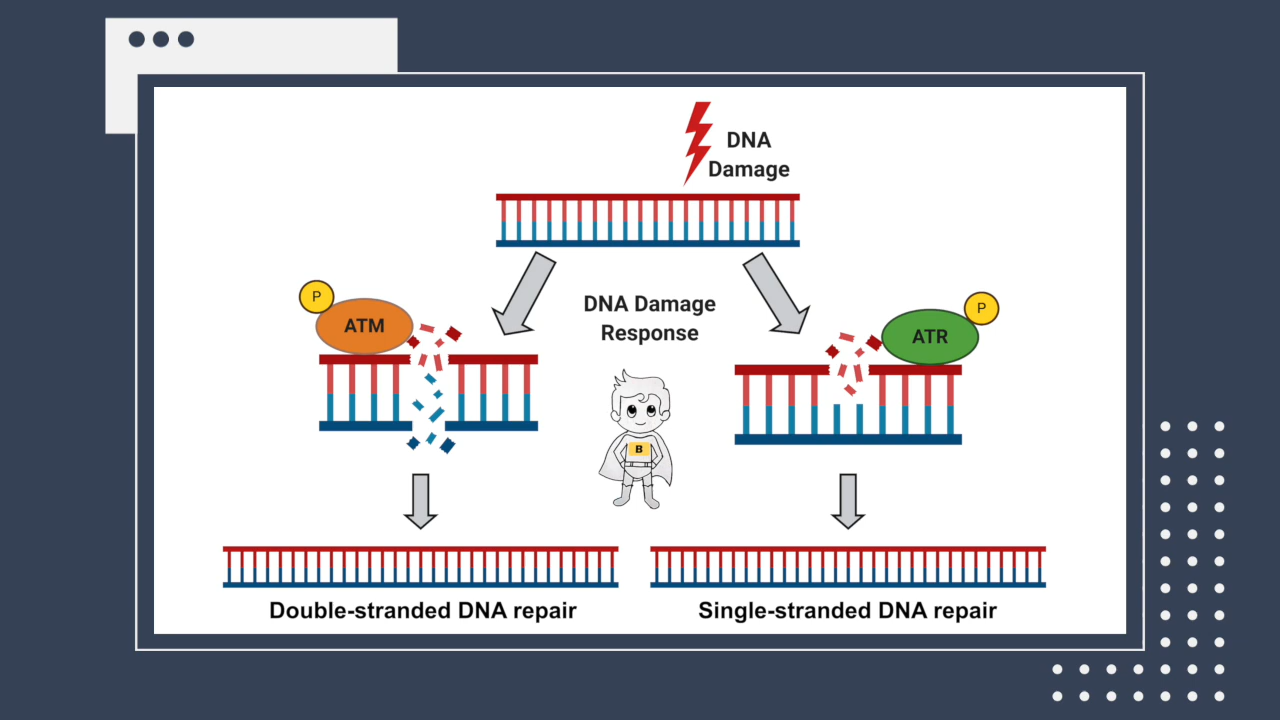 DNA
Damage
DNA Damage
Response
P
ATM
P
ATR
B
Double-stranded DNA repair
Single-stranded DNA repair